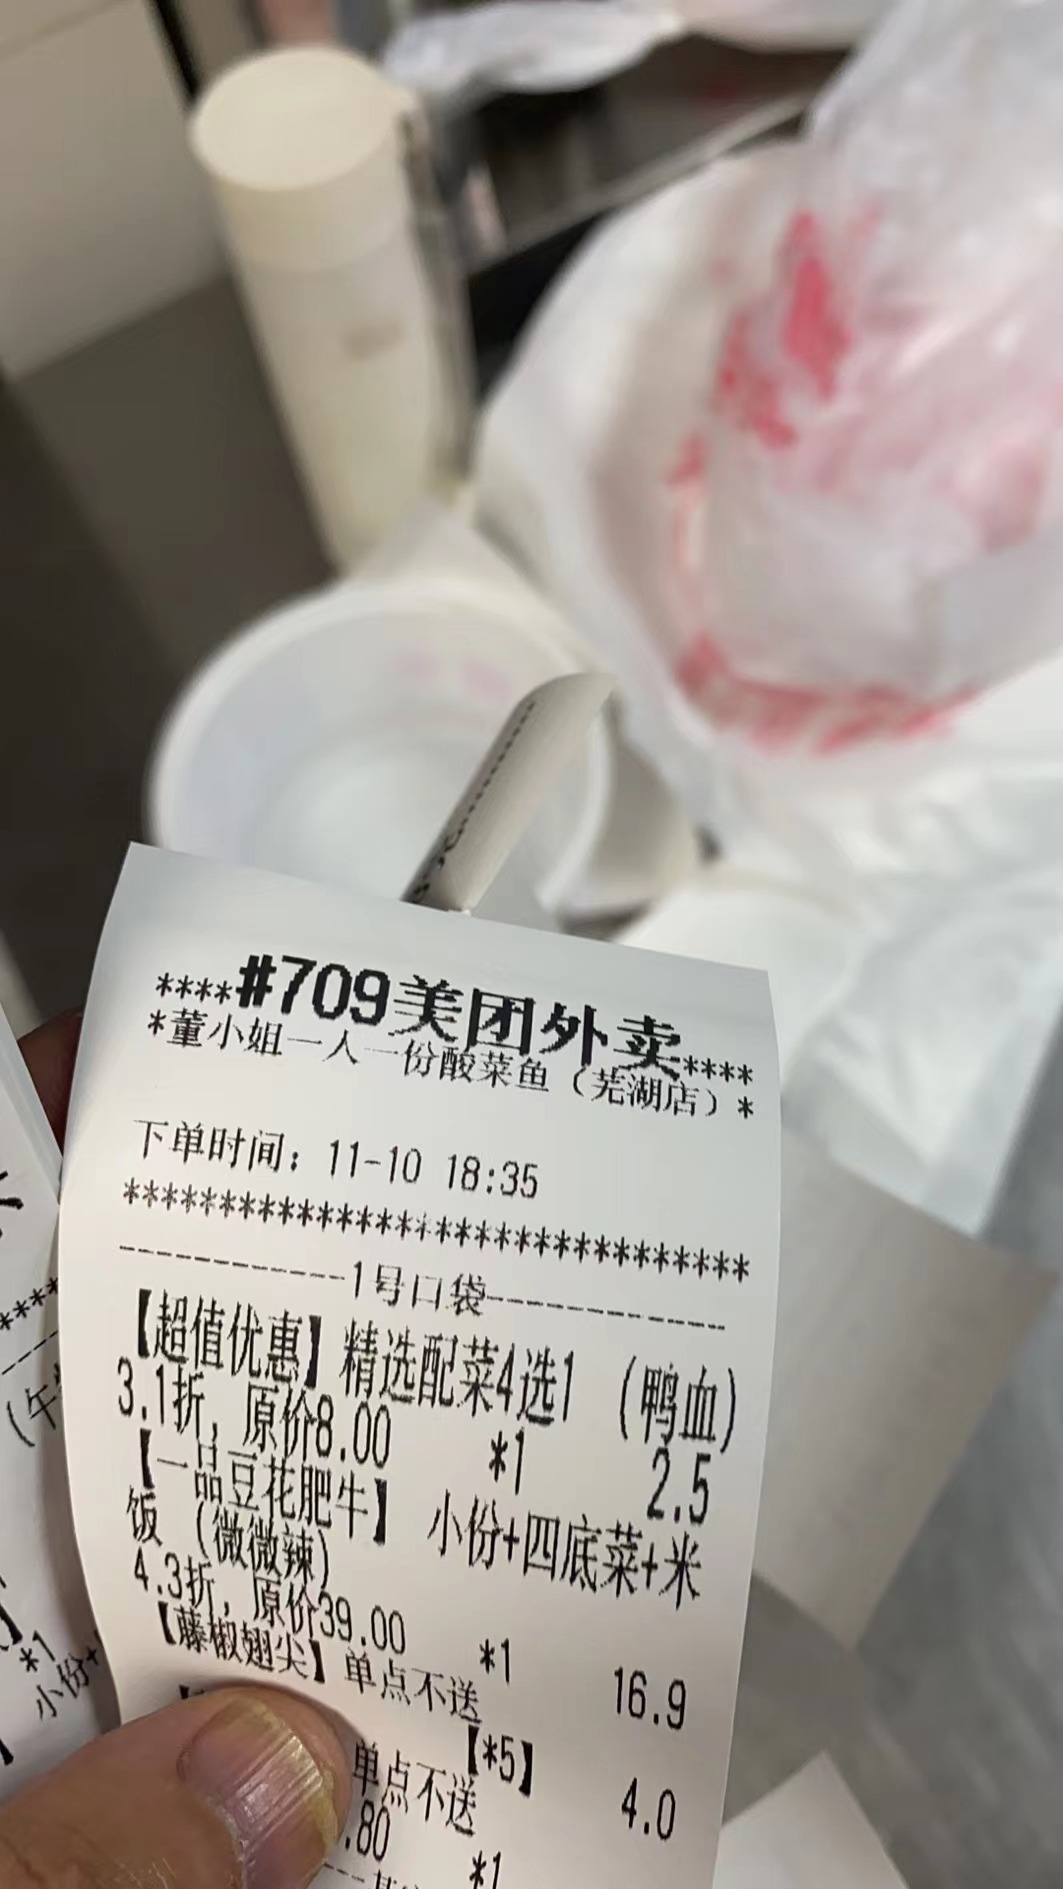 ****#709美团外卖****
*董小姐一人一份酸菜鱼（芜湖店）*
下单时间：11-10 18:35
********************************
------------1号口袋------------
【超值优惠】精选配菜4选1 （鸭血）
3.1折，原价8.00 *1 2.5
【一品豆花肥牛】 小份+四底菜+米
饭 （微微辣）
4.3折，原价39.00 *1 16.9
【藤椒翅尖】单点不送
【*5】 4.0
单点不送
.80 *1
*1
小份+